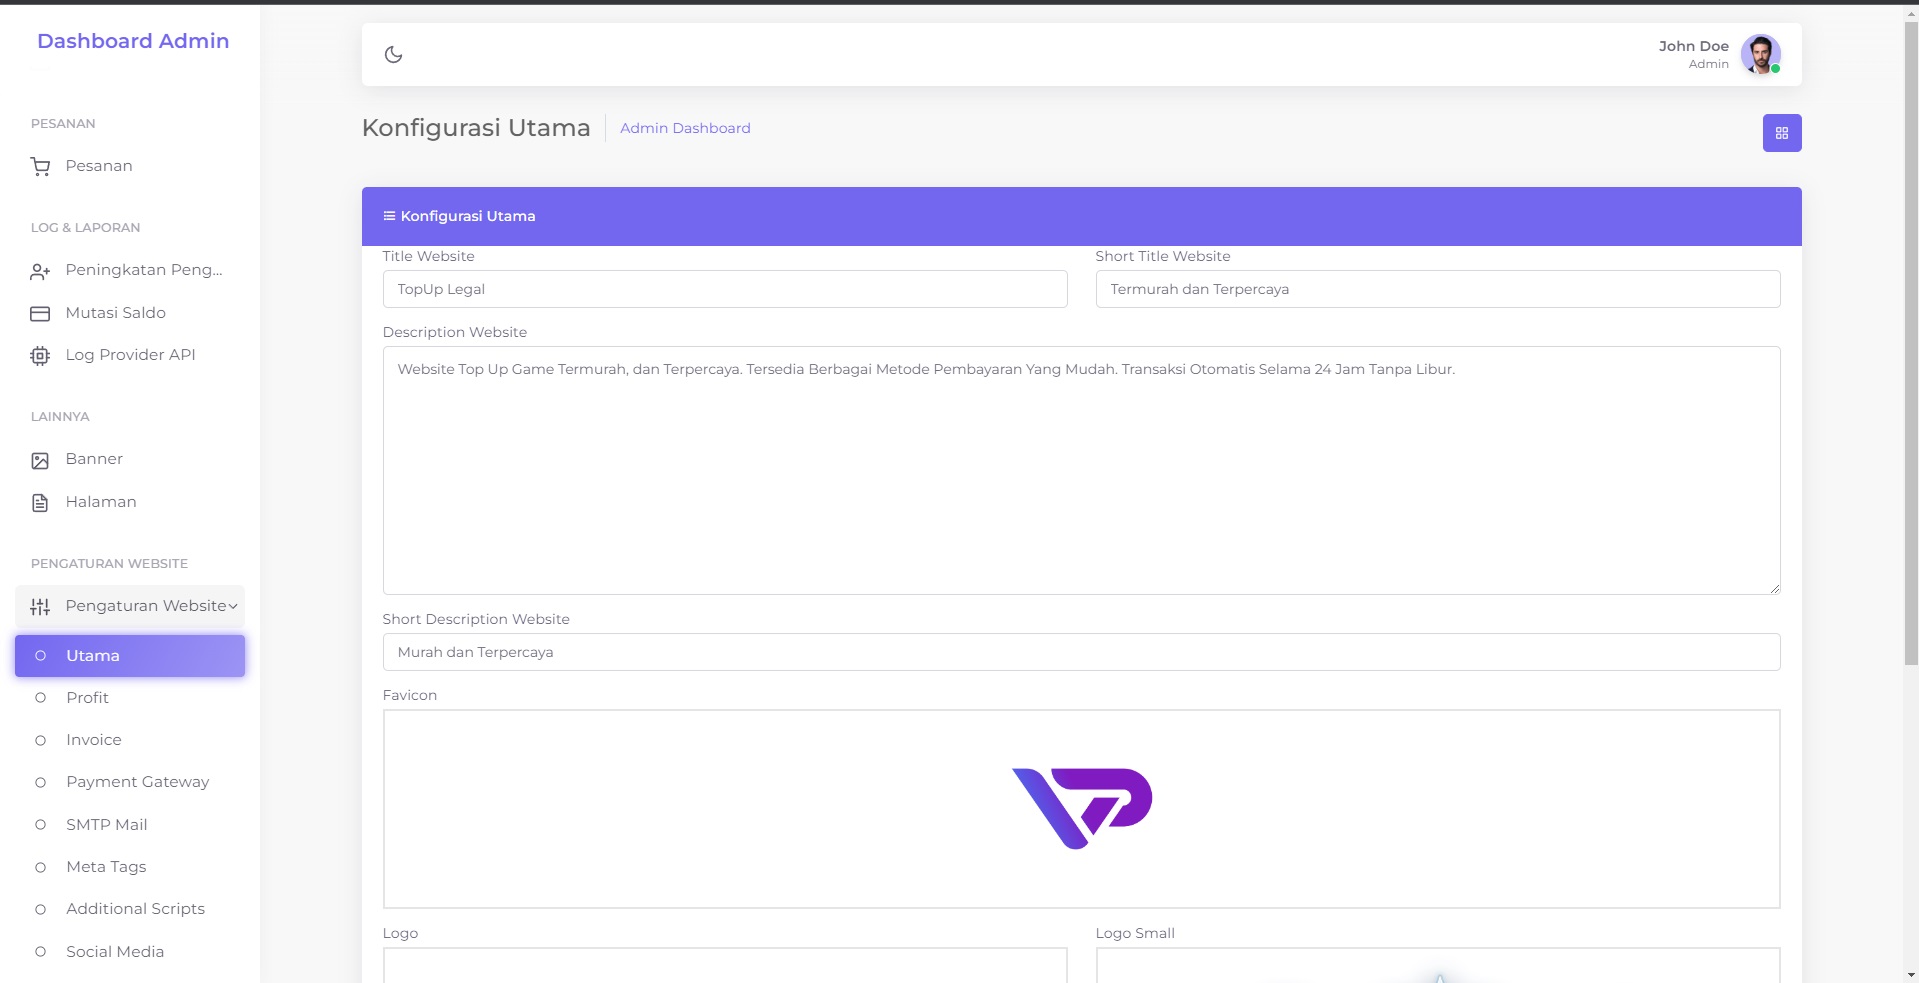 Dashboard Admin
PESANAN
Pesanan
LOG & LAPORAN
Peningkatan Peng...
Mutasi Saldo
Log Provider API
LAINNYA
Banner
Halaman
PENGATURAN WEBSITE
Pengaturan Website
Utama
Profit
Invoice
Payment Gateway
SMTP Mail
Meta Tags
Additional Scripts
Social Media
John Doe
Admin
Konfigurasi Utama
Admin Dashboard
Konfigurasi Utama
Title Website
Short Title Website
TopUp Legal
Termurah dan Terpercaya
Description Website
Website Top Up Game Termurah, dan Terpercaya. Tersedia Berbagai Metode Pembayaran Yang Mudah. Transaksi Otomatis Selama 24 Jam Tanpa Libur.
Short Description Website
Murah dan Terpercaya
Favicon
Logo
Logo Small